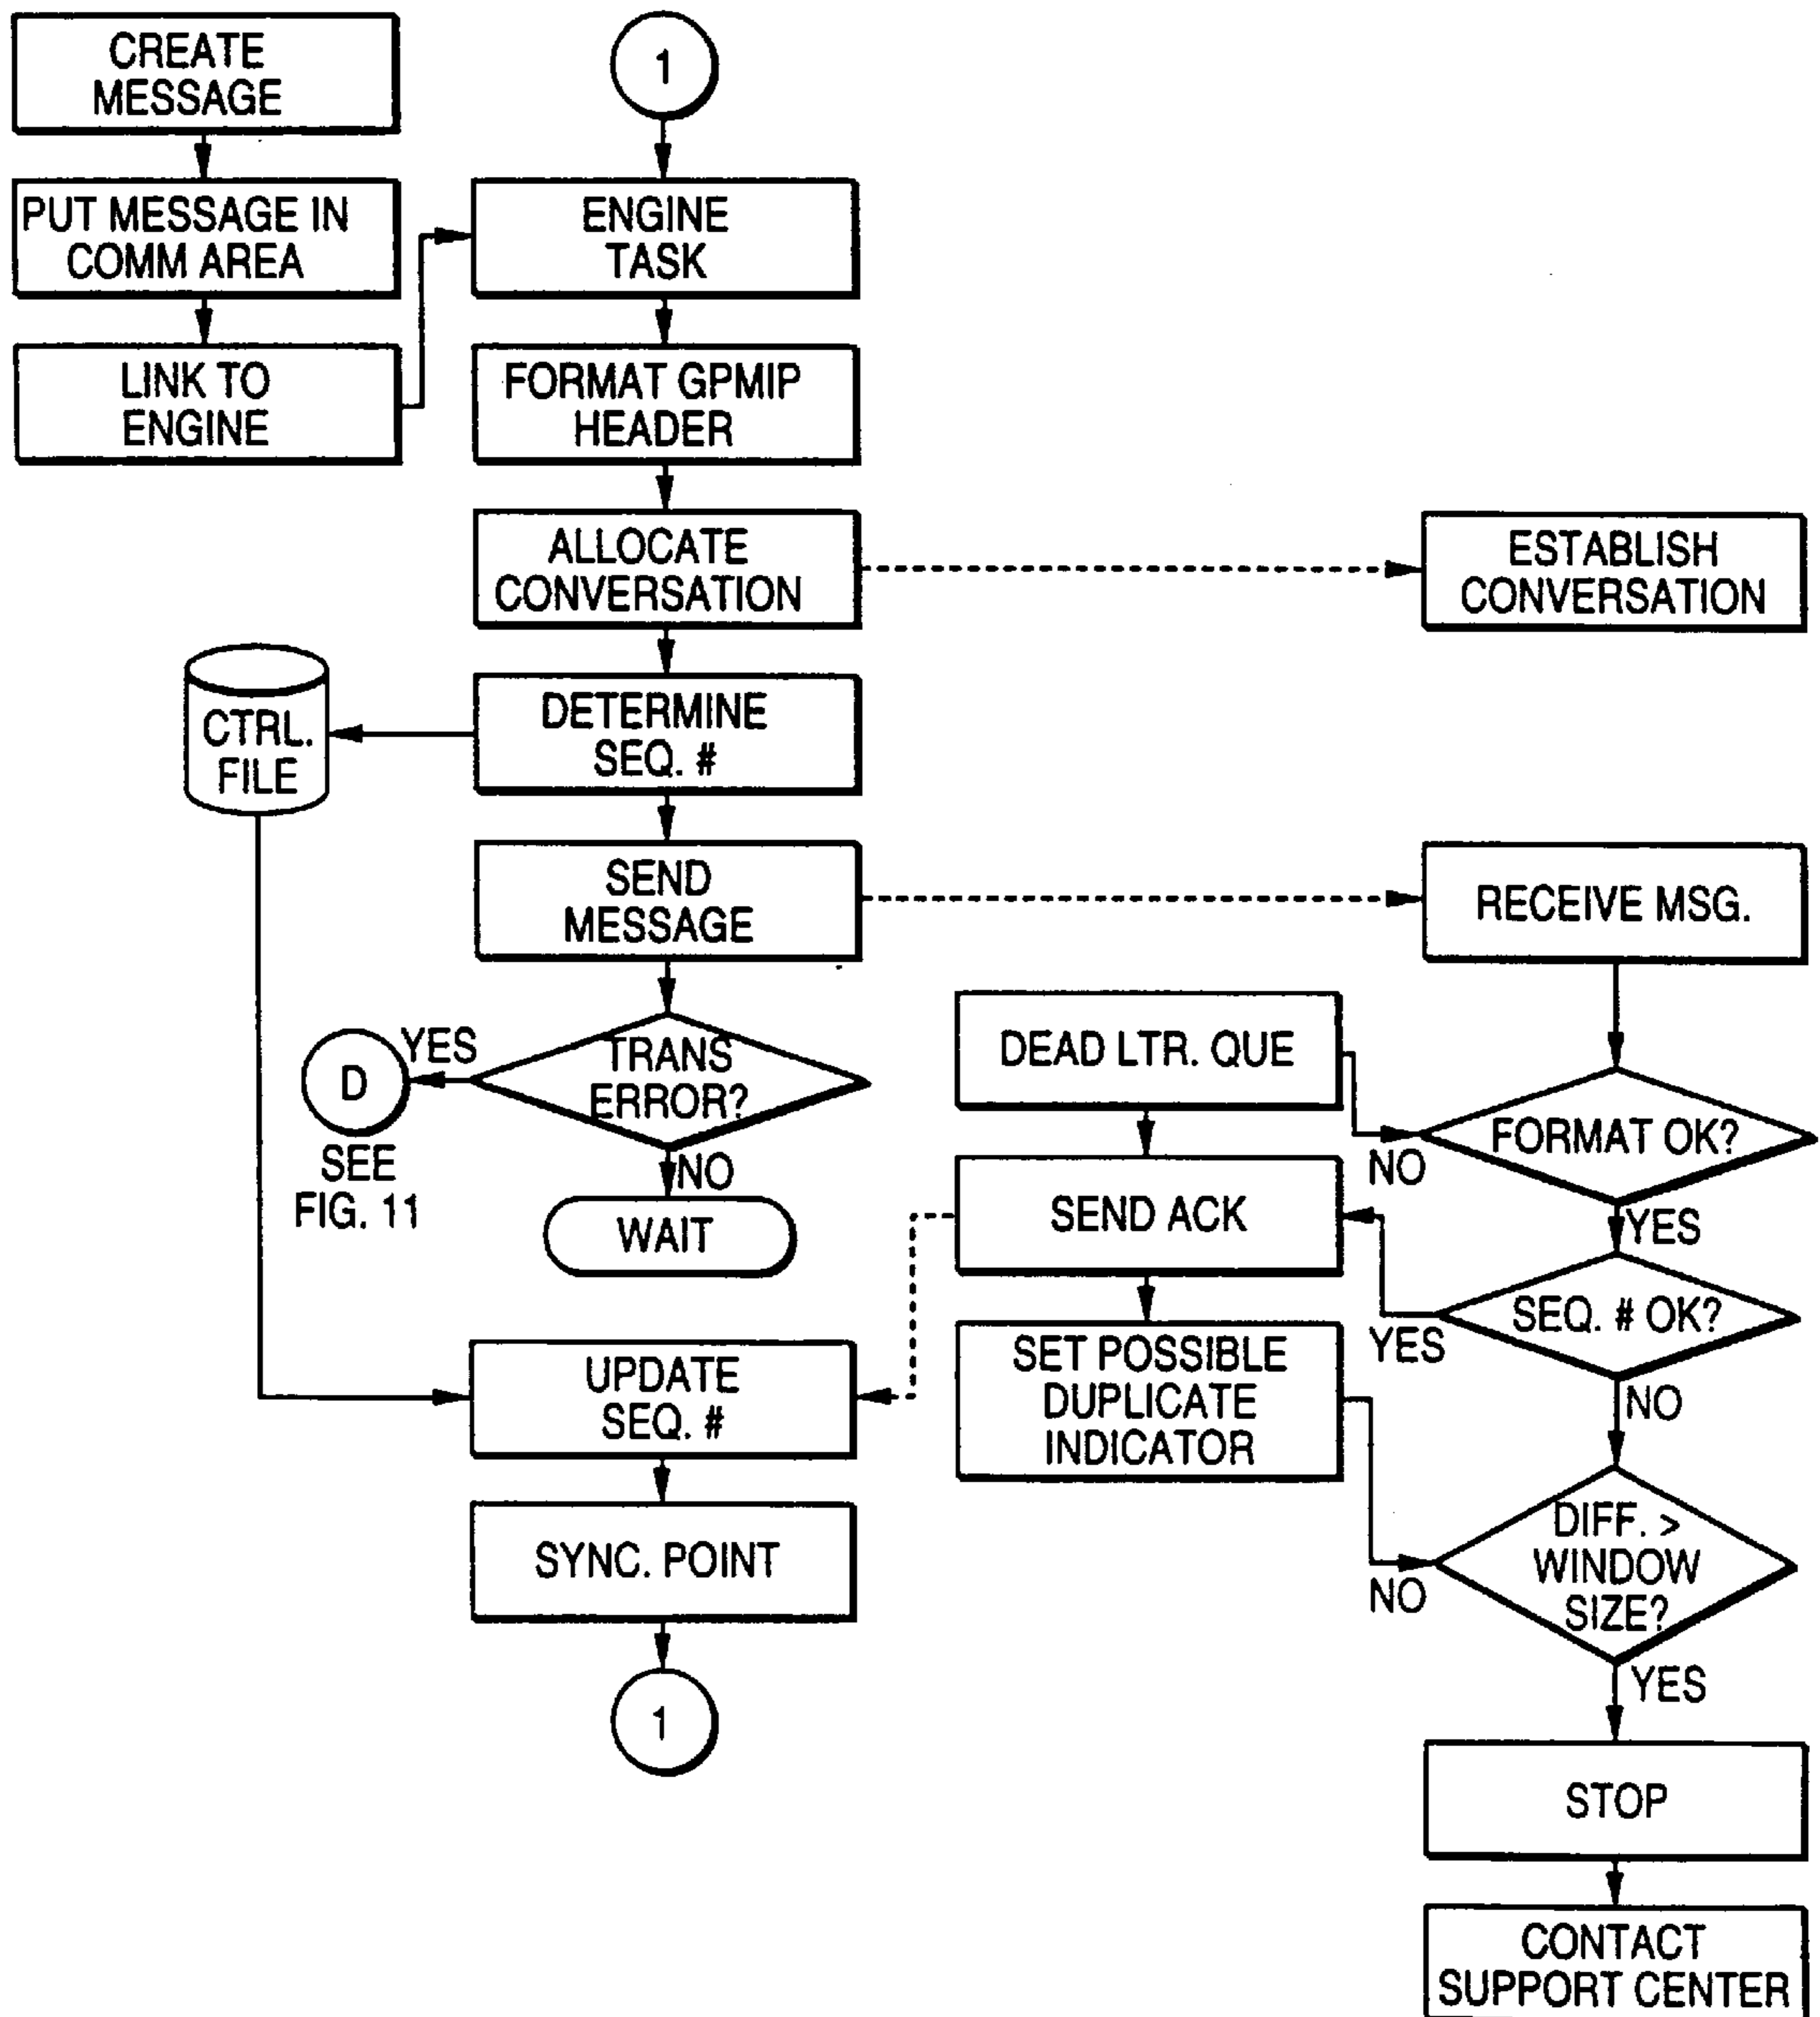 CREATE
MESSAGE
PUT MESSAGE IN
COMM AREA
LINK TO
ENGINE
1
ENGINE
TASK
FORMAT GPMIP
HEADER
ALLOCATE
CONVERSATION
ESTABLISH
CONVERSATION
CTRL.
FILE
DETERMINE
SEQ. #
SEND
MESSAGE
RECEIVE MSG.
TRANS
ERROR?
YES
D
SEE
FIG. 11
NO
WAIT
DEAD LTR. QUE
FORMAT OK?
NO
YES
SEND ACK
SEQ. # OK?
YES
NO
SET POSSIBLE
DUPLICATE
INDICATOR
UPDATE
SEQ. #
SYNC. POINT
1
DIFF. >
WINDOW
SIZE?
NO
YES
STOP
CONTACT
SUPPORT CENTER